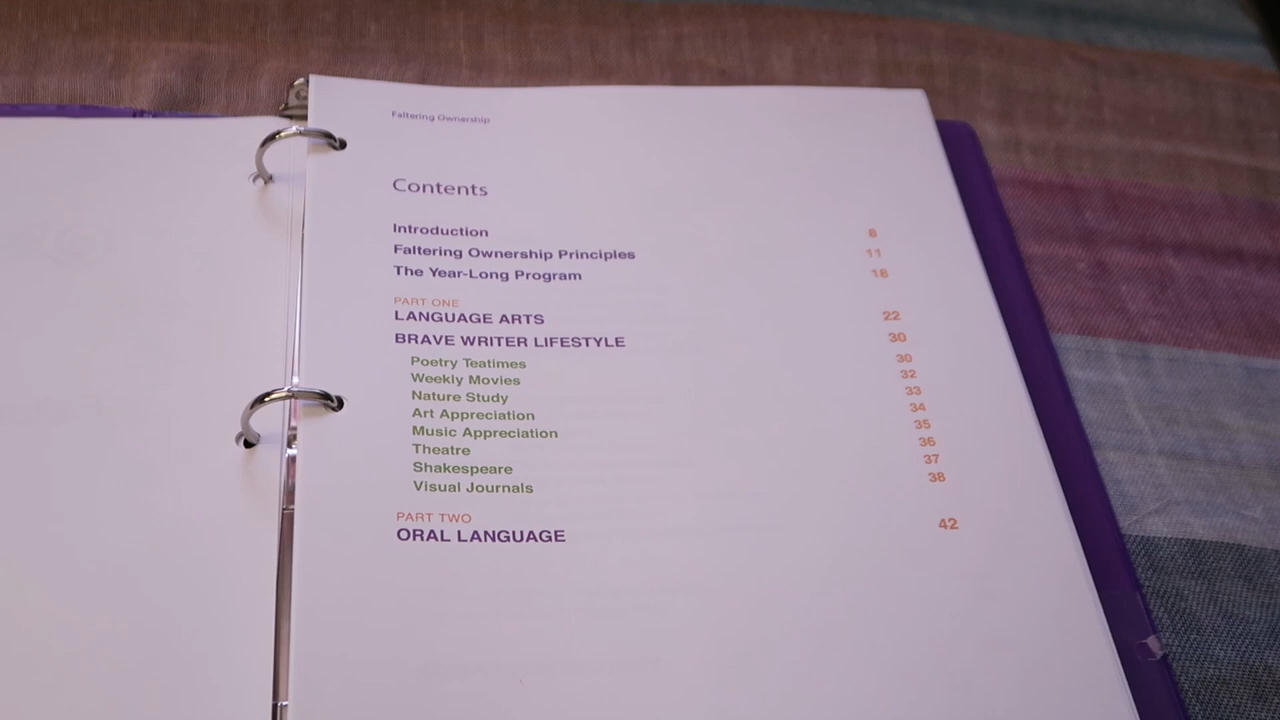 Faltering Ownership
Contents
Introduction 8
Faltering Ownership Principles 11
The Year-Long Program 18
PART ONE
LANGUAGE ARTS 22
BRAVE WRITER LIFESTYLE 30
Poetry Teatimes 30
Weekly Movies 32
Nature Study 33
Art Appreciation 34
Music Appreciation 35
Theatre 36
Shakespeare 37
Visual Journals 38
PART TWO
ORAL LANGUAGE 42